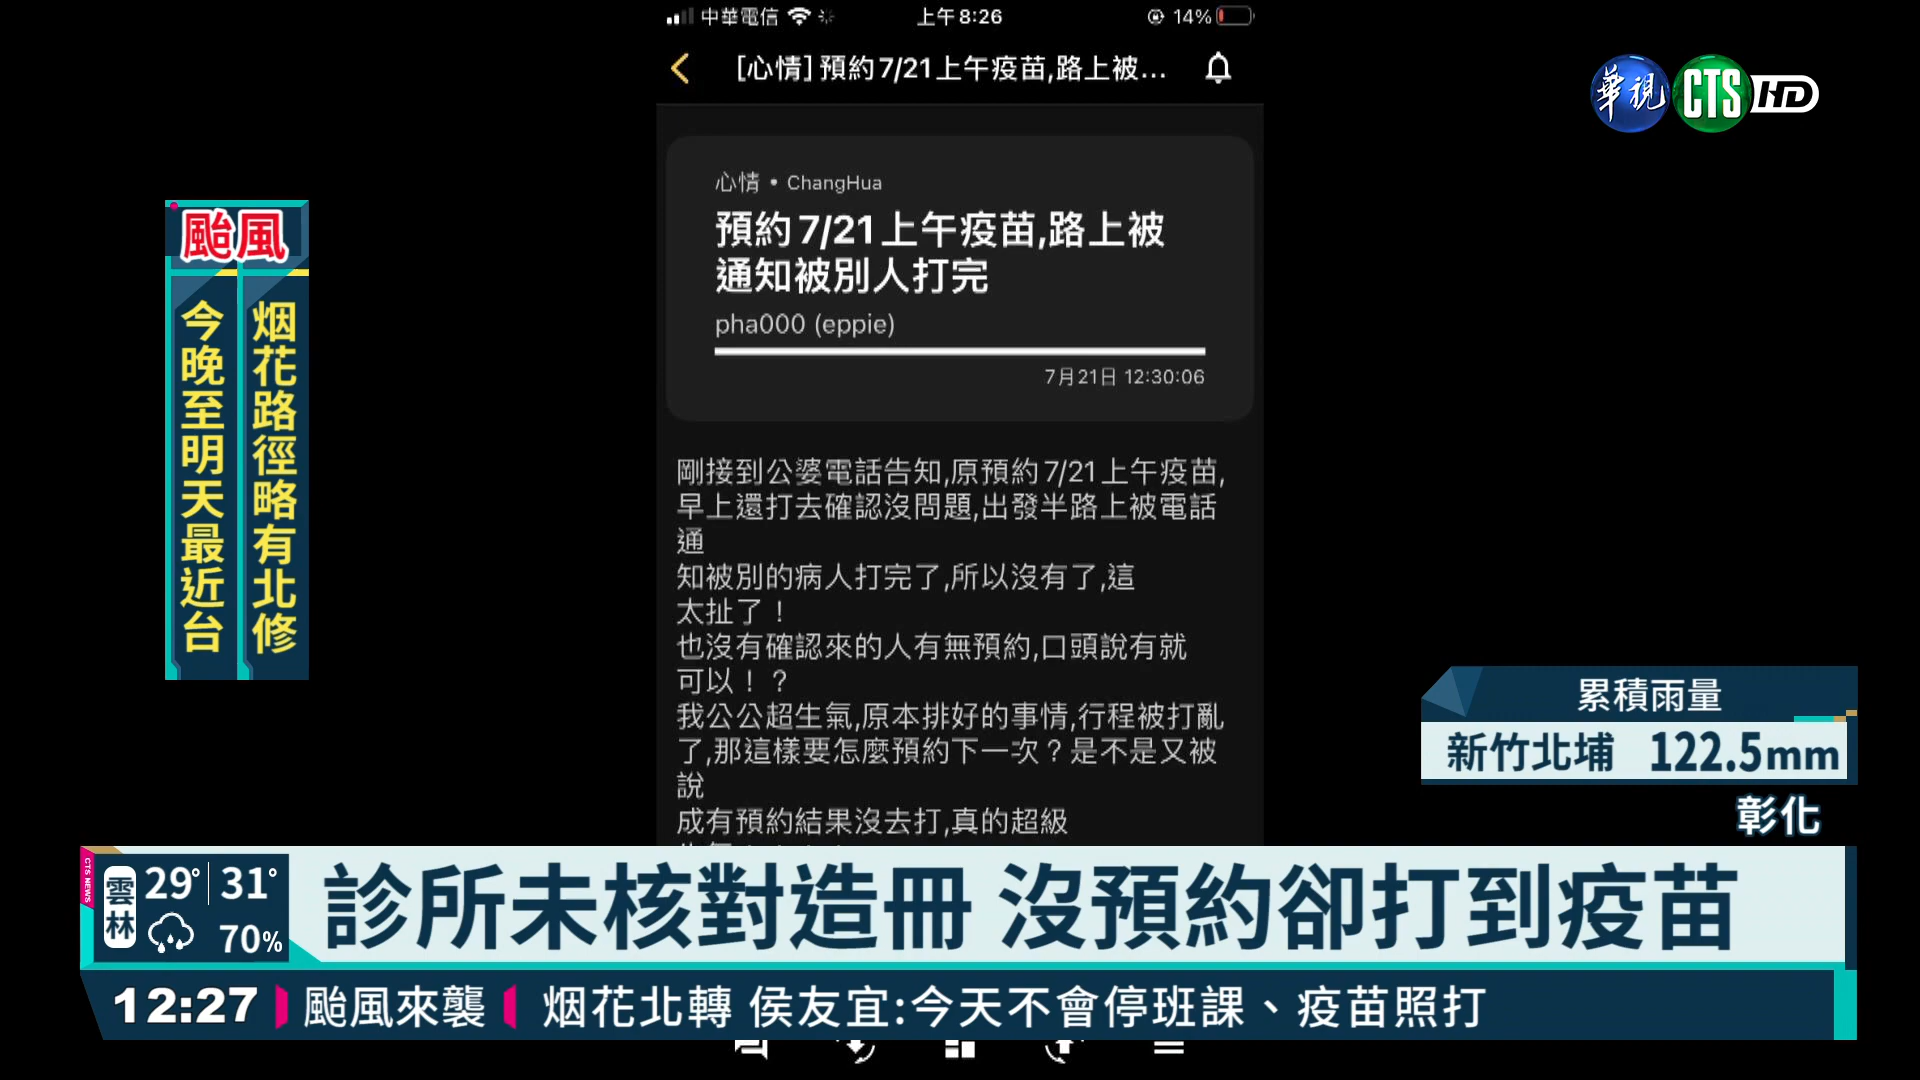 中華電信
上午8:26
14%
[心情] 預約7/21上午疫苗,路上被...
華視 CTS HD
心情 • ChangHua
預約7/21上午疫苗,路上被
通知被別人打完
pha000 (eppie)
7月21日 12:30:06
剛接到公婆電話告知,原預約7/21上午疫苗,
早上還打去確認沒問題,出發半路上被電話
通
知被別的病人打完了,所以沒有了,這
太扯了！
也沒有確認來的人有無預約,口頭說有就
可以！？
我公公超生氣,原本排好的事情,行程被打亂
了,那這樣要怎麼預約下一次？是不是又被
說
成有預約結果沒去打,真的超級
颱風
烟花路徑略有北修
今晚至明天最近台
累積雨量
新竹北埔 122.5mm
彰化
CTS NEWS
雲林
29° 31°
70%
診所未核對造冊 沒預約卻打到疫苗
12:27 颱風來襲 烟花北轉 侯友宜:今天不會停班課、疫苗照打